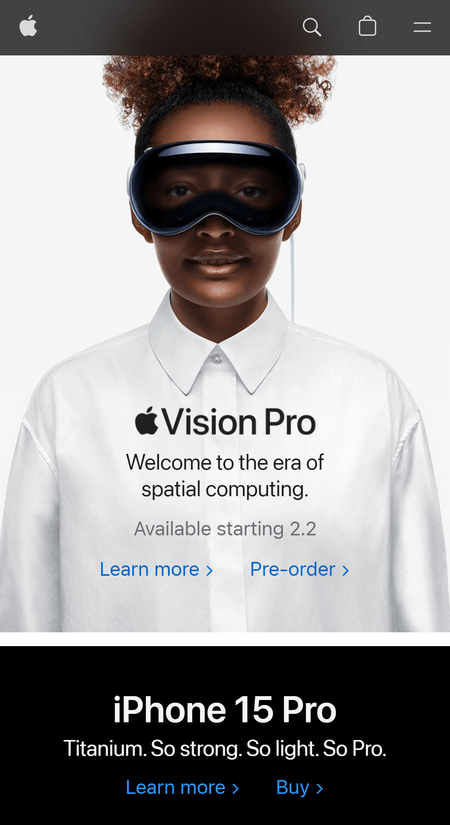 Vision Pro
Welcome to the era of
spatial computing.
Available starting 2.2
Learn more >
Pre-order >
iPhone 15 Pro
Titanium. So strong. So light. So Pro.
Learn more >
Buy >